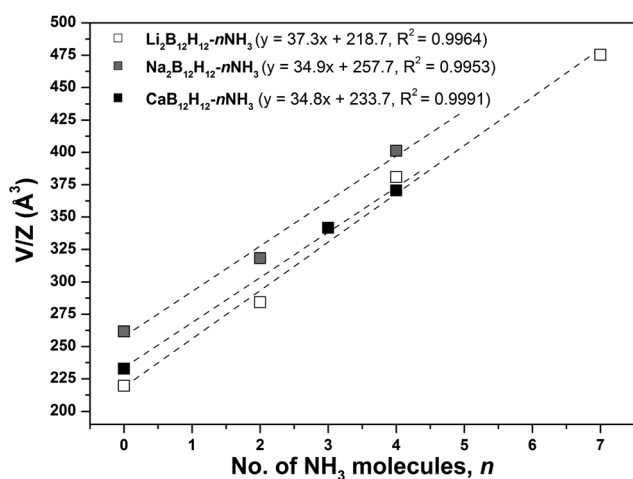 500
475
450
425
400
375
350
325
300
275
250
225
200
V/Z (Å³)
Li₂B₁₂H₁₂-nNH₃ (y = 37.3x + 218.7, R² = 0.9964)
Na₂B₁₂H₁₂-nNH₃ (y = 34.9x + 257.7, R² = 0.9953)
CaB₁₂H₁₂-nNH₃ (y = 34.8x + 233.7, R² = 0.9991)
0 1 2 3 4 5 6 7
No. of NH₃ molecules, n